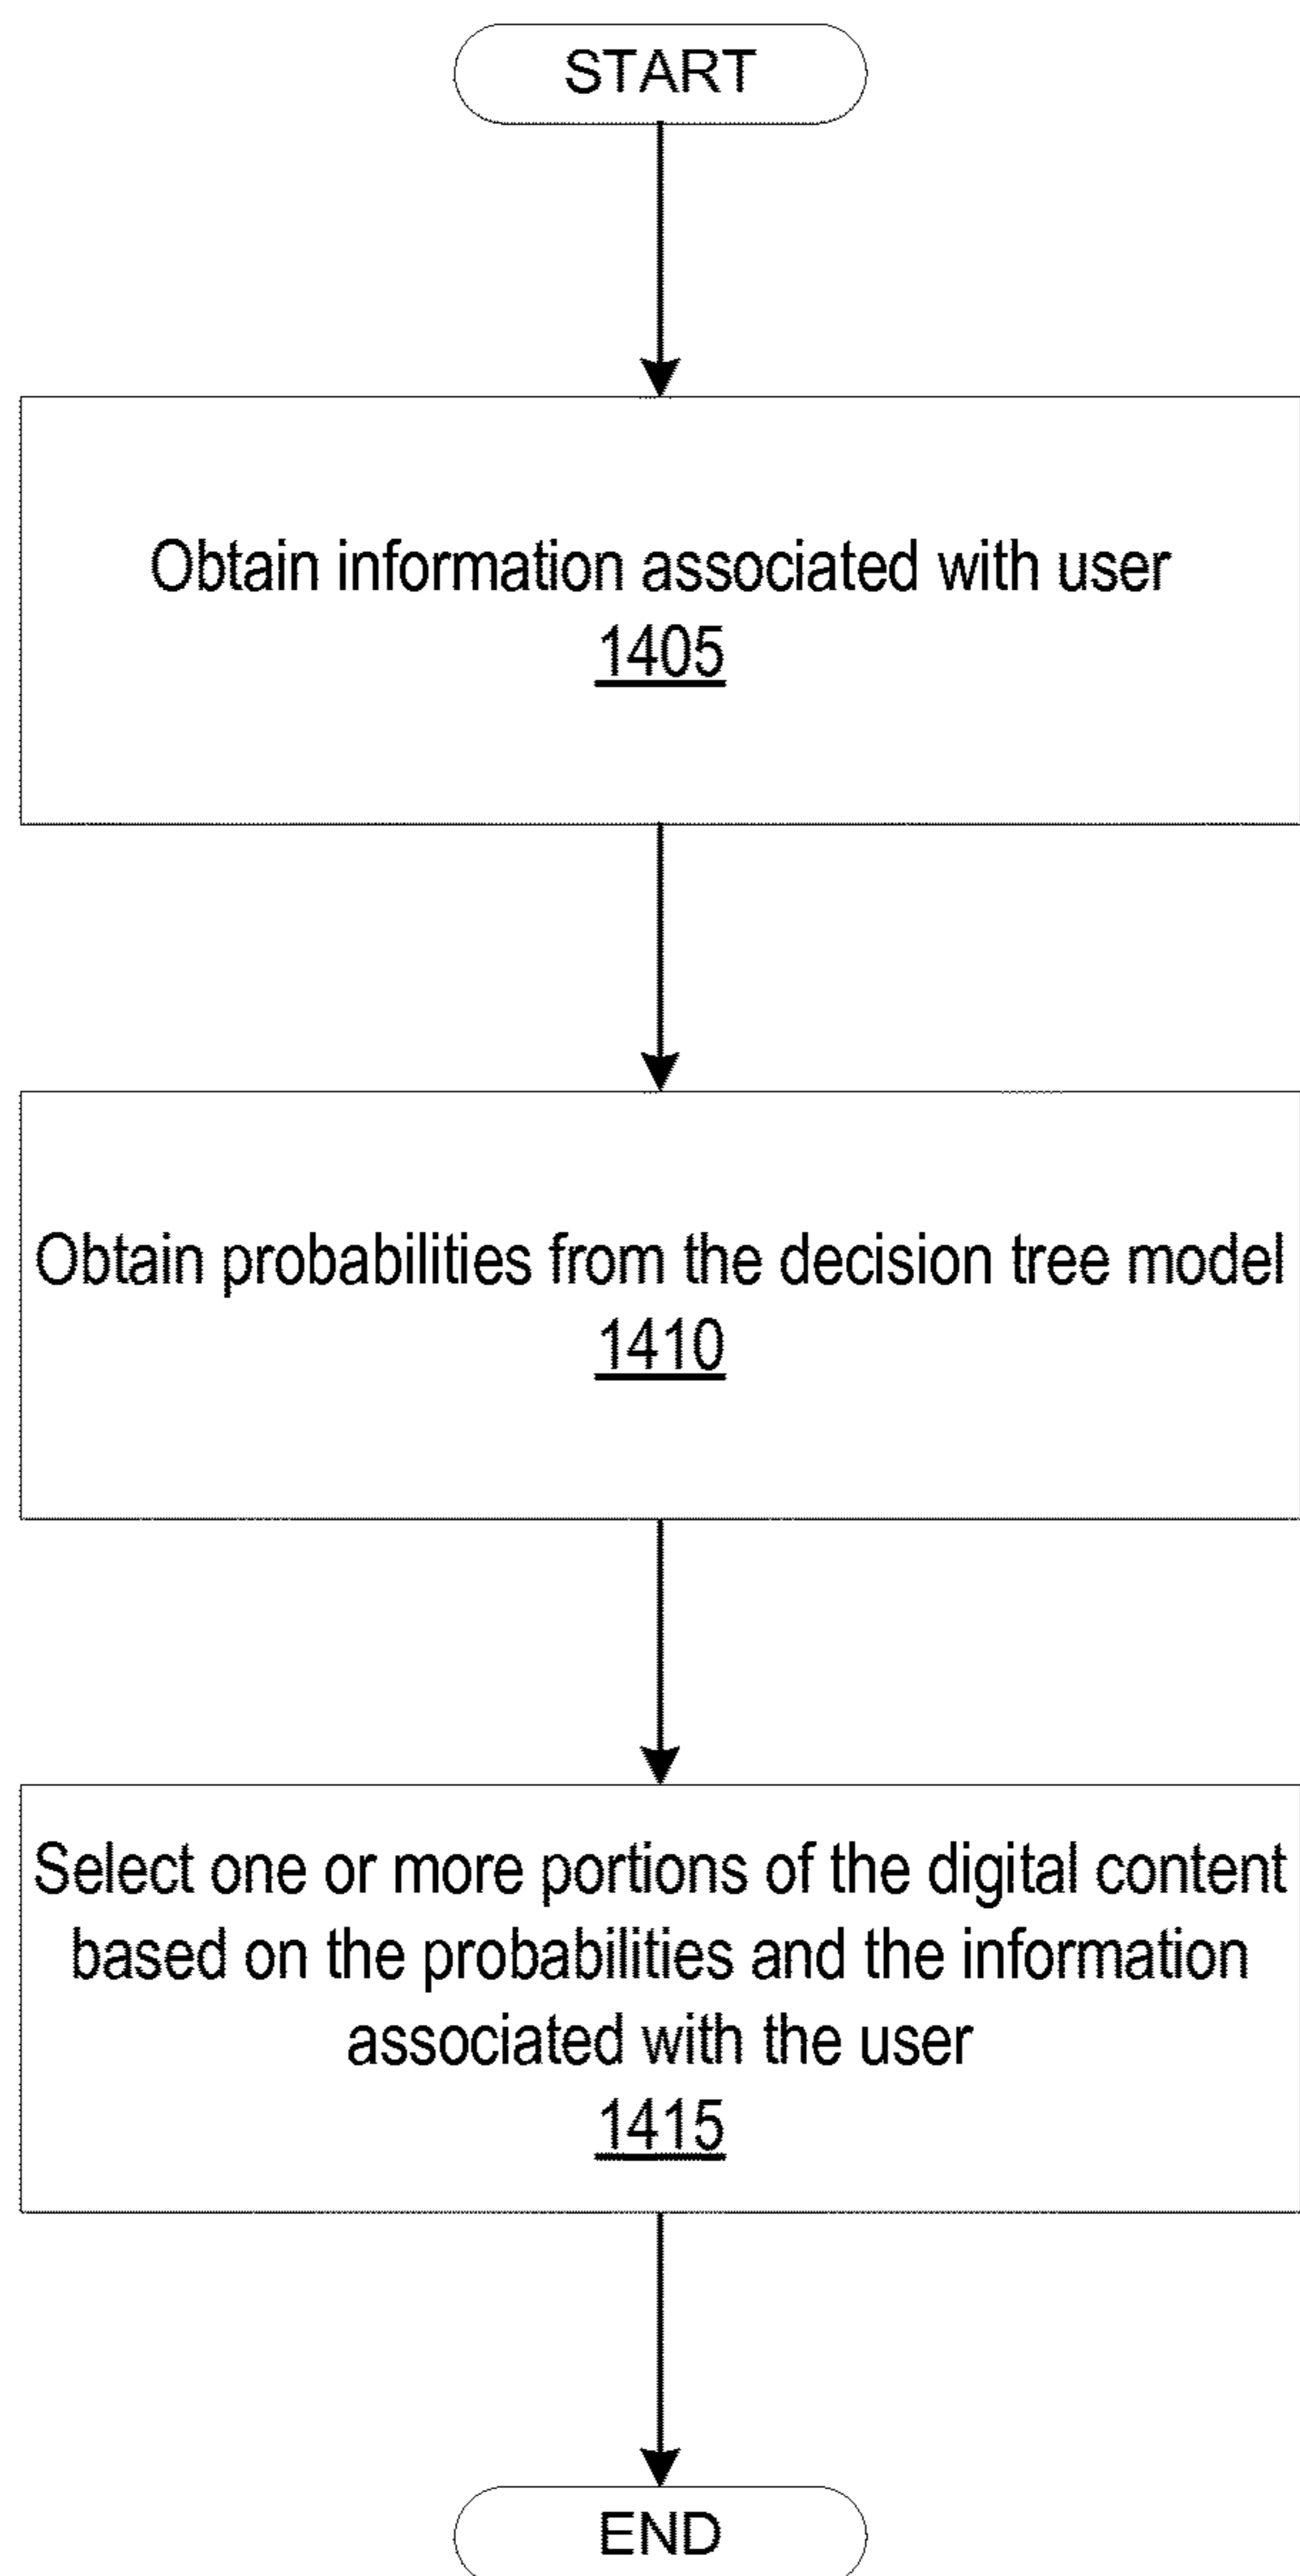 START
Obtain information associated with user
1405
Obtain probabilities from the decision tree model
1410
Select one or more portions of the digital content
based on the probabilities and the information
associated with the user
1415
END